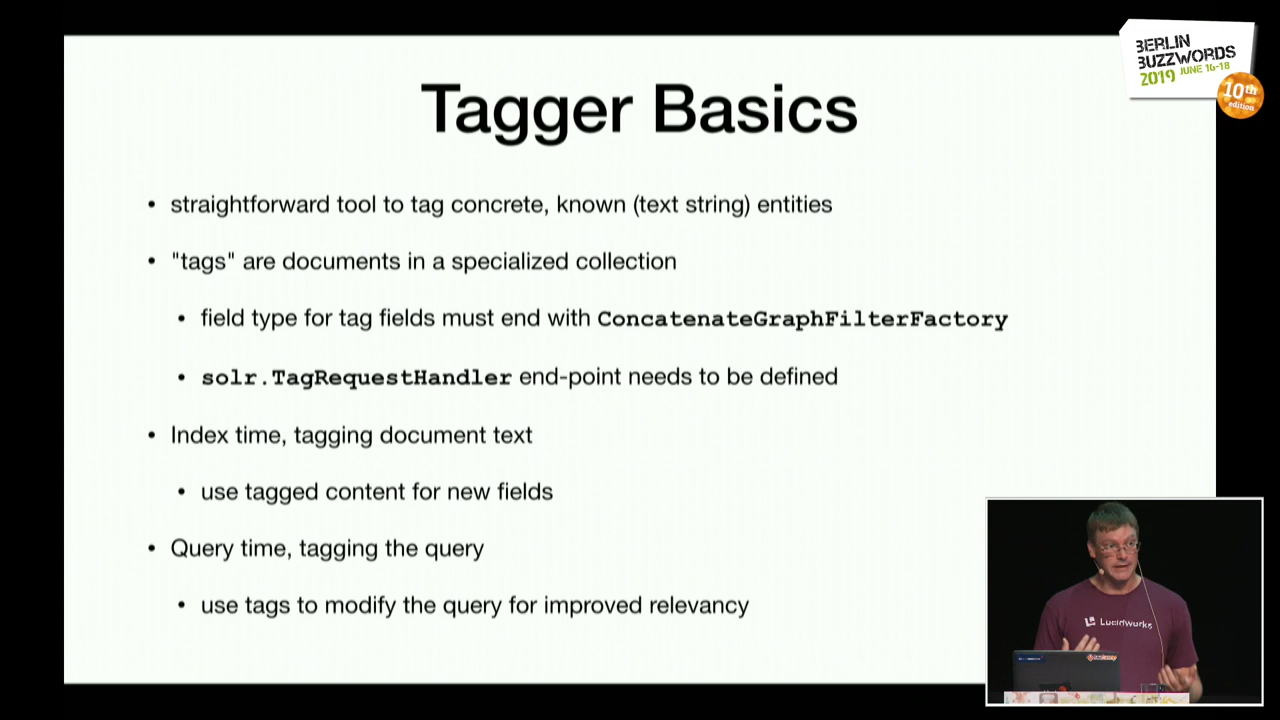 BERLIN
BUZZWORDS
2019 JUNE 16-18
10th
edition
Tagger Basics
• straightforward tool to tag concrete, known (text string) entities
• "tags" are documents in a specialized collection
• field type for tag fields must end with ConcatenateGraphFilterFactory
• solr.TagRequestHandler end-point needs to be defined
• Index time, tagging document text
• use tagged content for new fields
• Query time, tagging the query
• use tags to modify the query for improved relevancy
Lucidworks